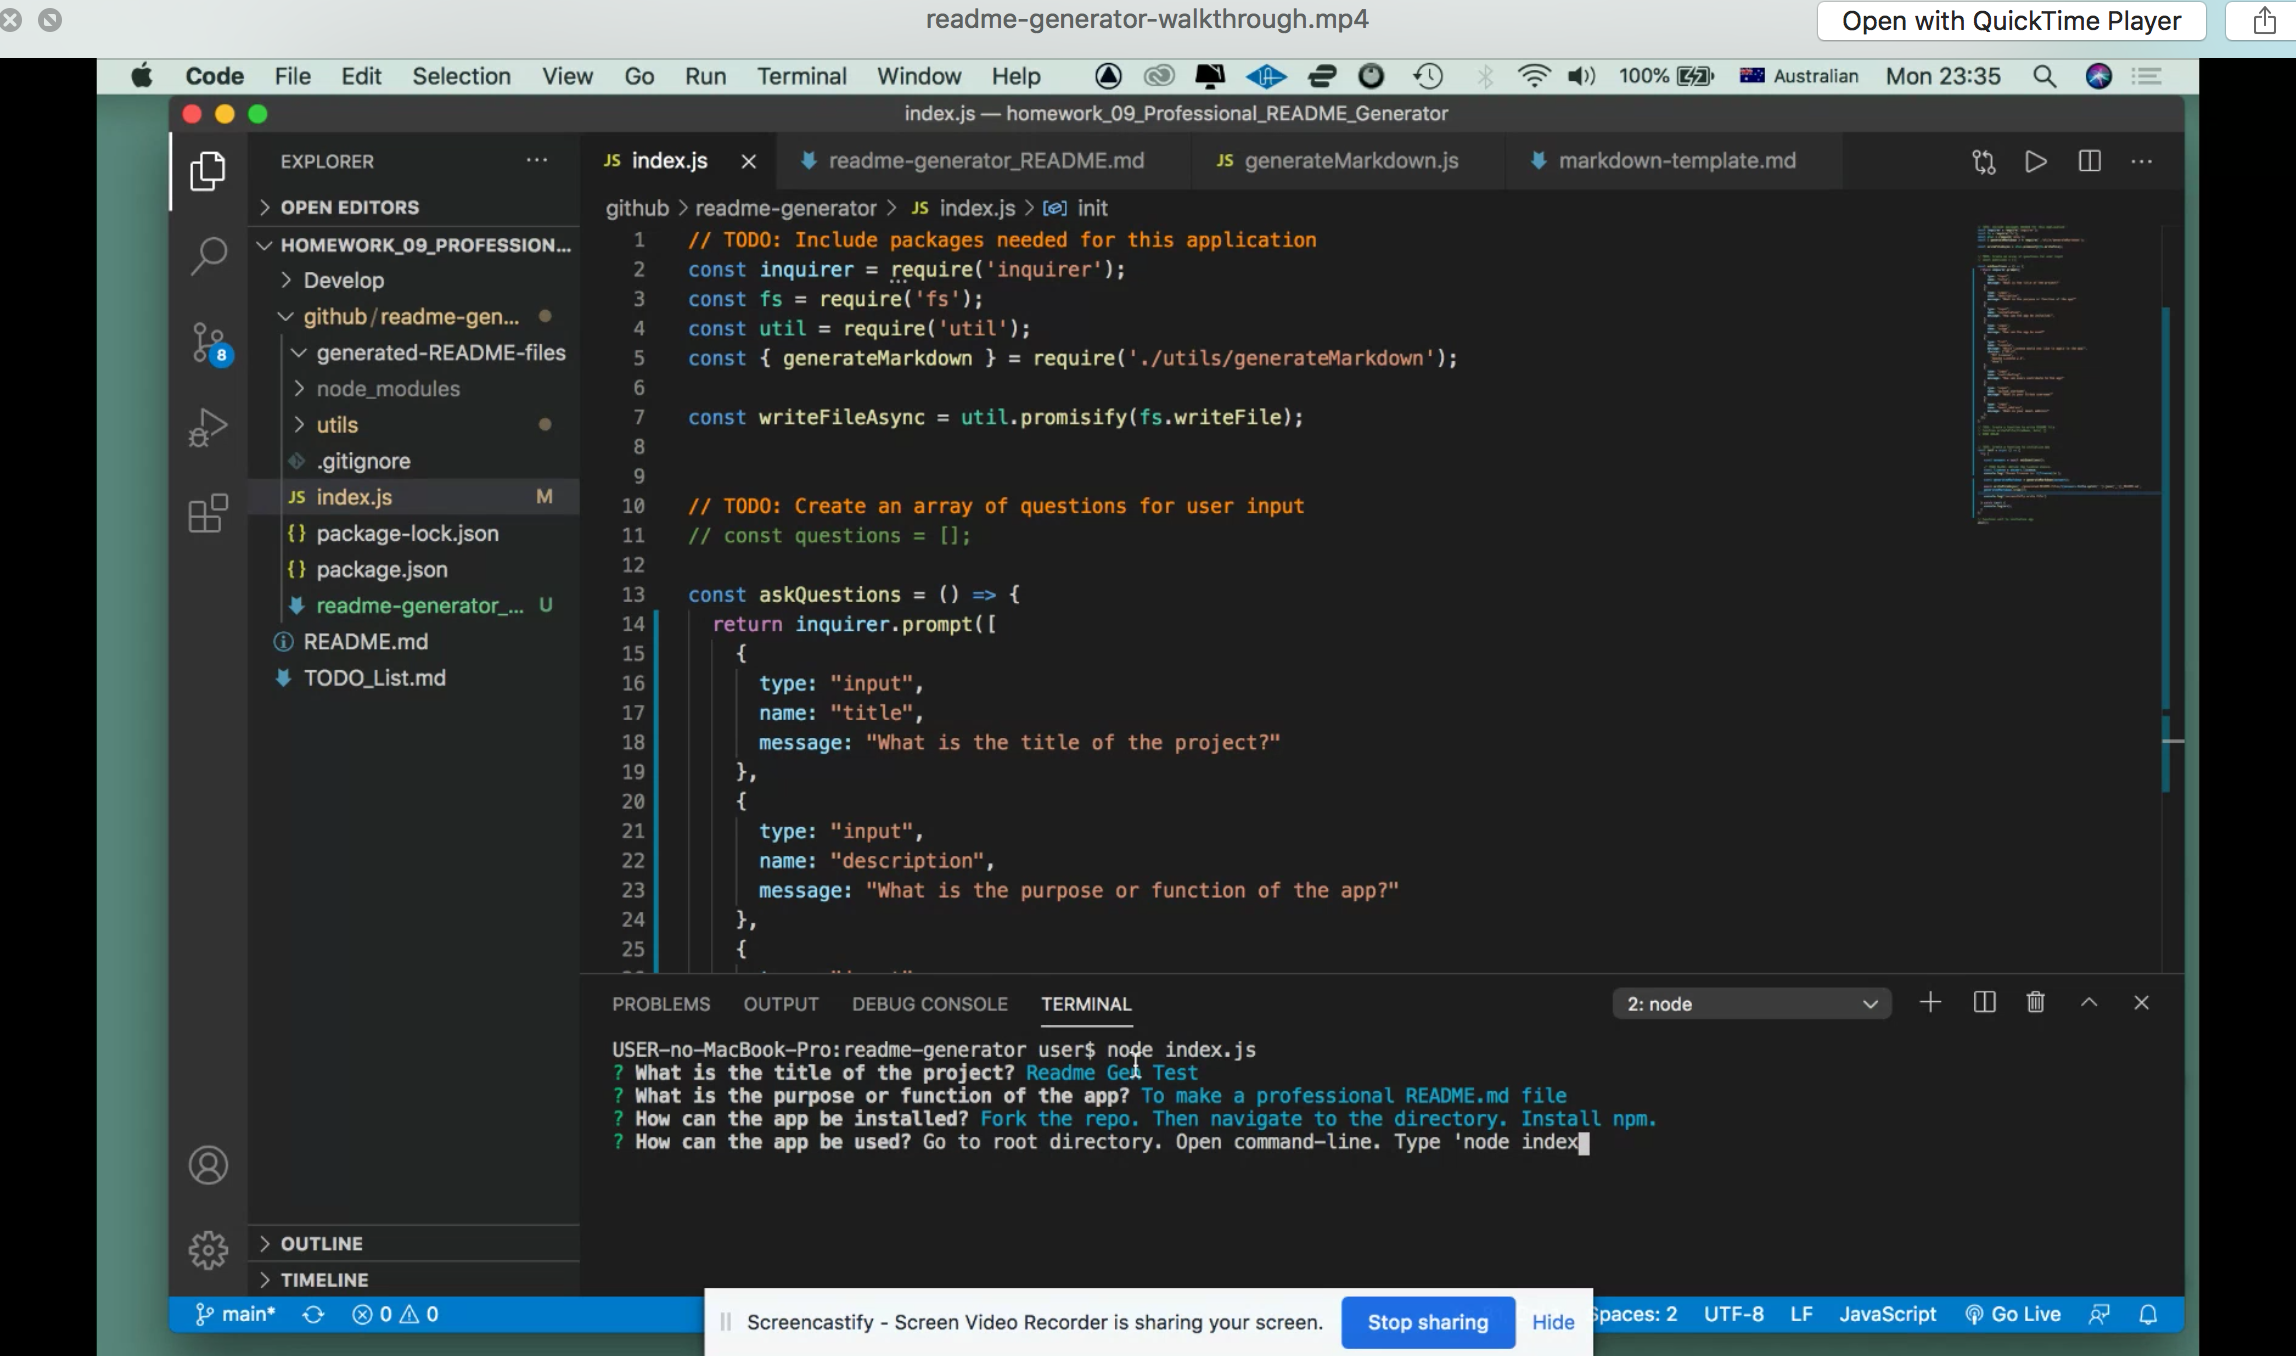 readme-generator-walkthrough.mp4
Open with QuickTime Player
Code File Edit Selection View Go Run Terminal Window Help 100% Australian Mon 23:35
index.js — homework_09_Professional_README_Generator
EXPLORER
OPEN EDITORS
HOMEWORK_09_PROFESSION...
Develop
github/readme-gen...
generated-README-files
node_modules
utils
.gitignore
JS index.js M
{} package-lock.json
{} package.json
readme-generator_... U
README.md
TODO_List.md
OUTLINE
TIMELINE
8
JS index.js readme-generator_README.md JS generateMarkdown.js markdown-template.md
github > readme-generator > JS index.js > init
1 // TODO: Include packages needed for this application
2 const inquirer = require('inquirer');
3 const fs = require('fs');
4 const util = require('util');
5 const { generateMarkdown } = require('./utils/generateMarkdown');
6
7 const writeFileAsync = util.promisify(fs.writeFile);
8
9
10 // TODO: Create an array of questions for user input
11 // const questions = [];
12
13 const askQuestions = () => {
14 return inquirer.prompt([
15 {
16 type: "input",
17 name: "title",
18 message: "What is the title of the project?"
19 },
20 {
21 type: "input",
22 name: "description",
23 message: "What is the purpose or function of the app?"
24 },
25 {
PROBLEMS OUTPUT DEBUG CONSOLE TERMINAL 2: node
USER-no-MacBook-Pro:readme-generator user$ node index.js
? What is the title of the project? Readme Gen Test
? What is the purpose or function of the app? To make a professional README.md file
? How can the app be installed? Fork the repo. Then navigate to the directory. Install npm.
? How can the app be used? Go to root directory. Open command-line. Type 'node index
main* 0 0 Spaces: 2 UTF-8 LF JavaScript Go Live
Screencastify - Screen Video Recorder is sharing your screen. Stop sharing Hide